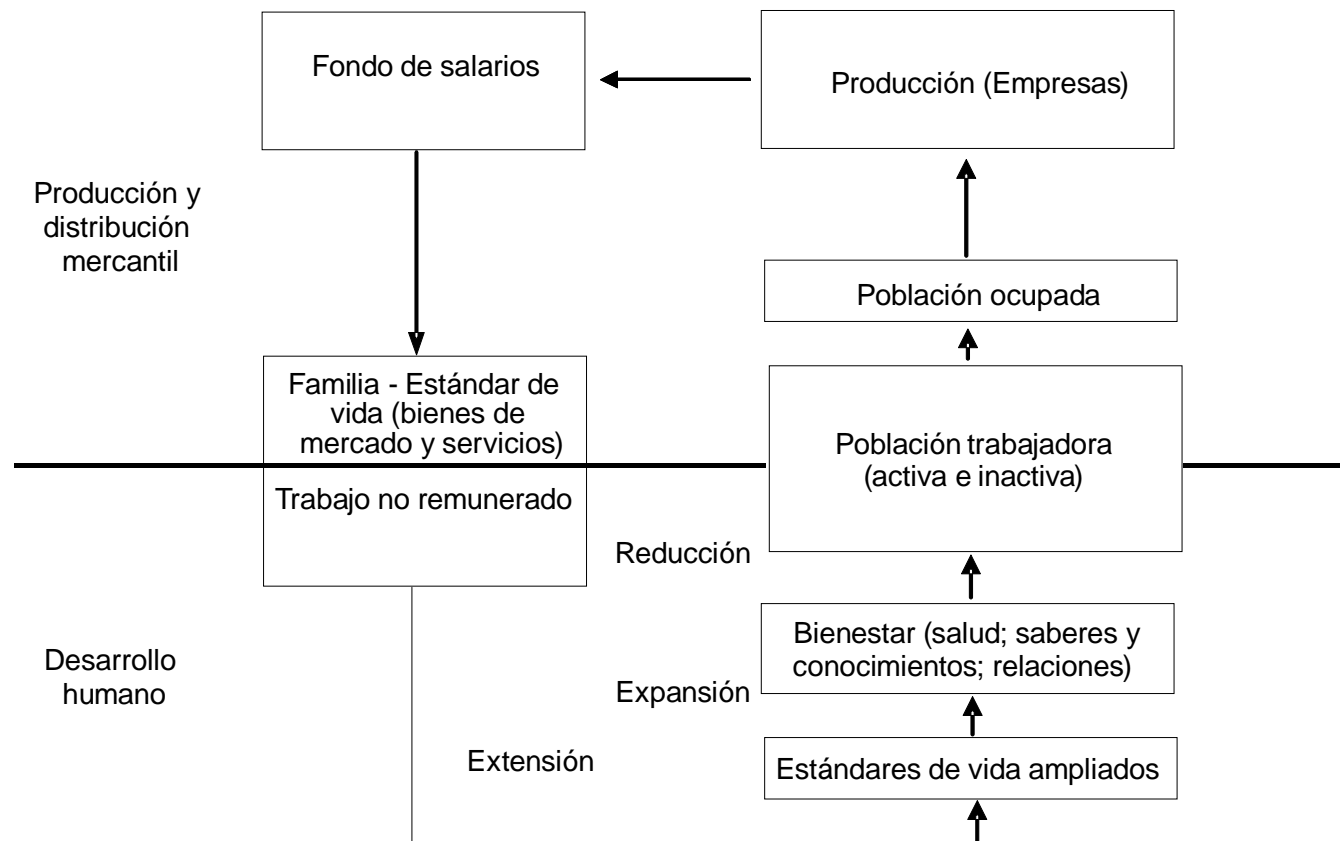 Fondo de salarios
Producción (Empresas)
Producción y
distribución
mercantil
Población ocupada
Familia - Estándar de
vida (bienes de
mercado y servicios)
Población trabajadora
(activa e inactiva)
Trabajo no remunerado
Reducción
Bienestar (salud; saberes y
conocimientos; relaciones)
Desarrollo
humano
Expansión
Extensión
Estándares de vida ampliados